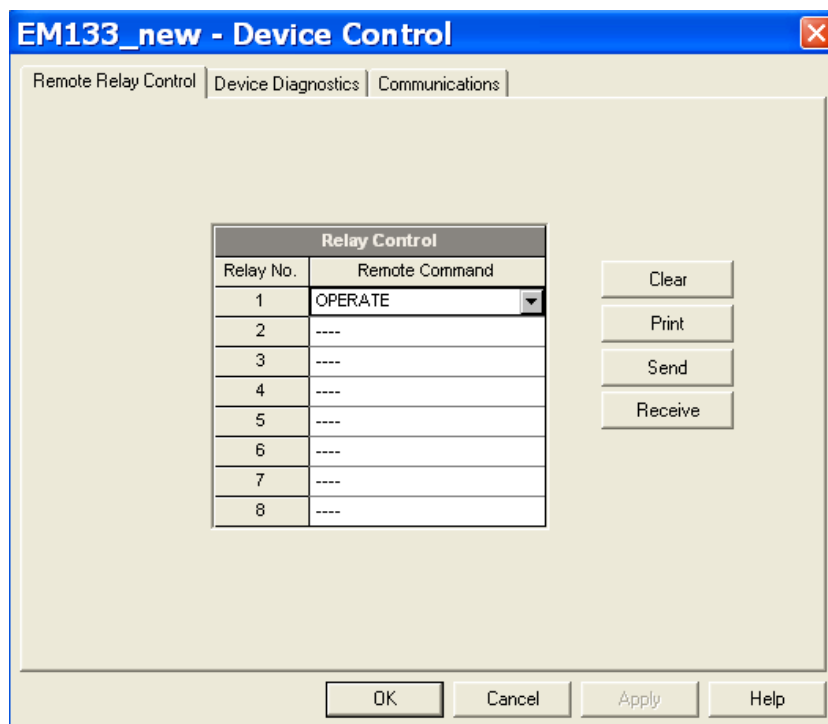 EM133_new - Device Control
Remote Relay Control Device Diagnostics Communications
Relay Control
Relay No. Remote Command
1 OPERATE
2 ----
3 ----
4 ----
5 ----
6 ----
7 ----
8 ----
Clear
Print
Send
Receive
OK Cancel Apply Help